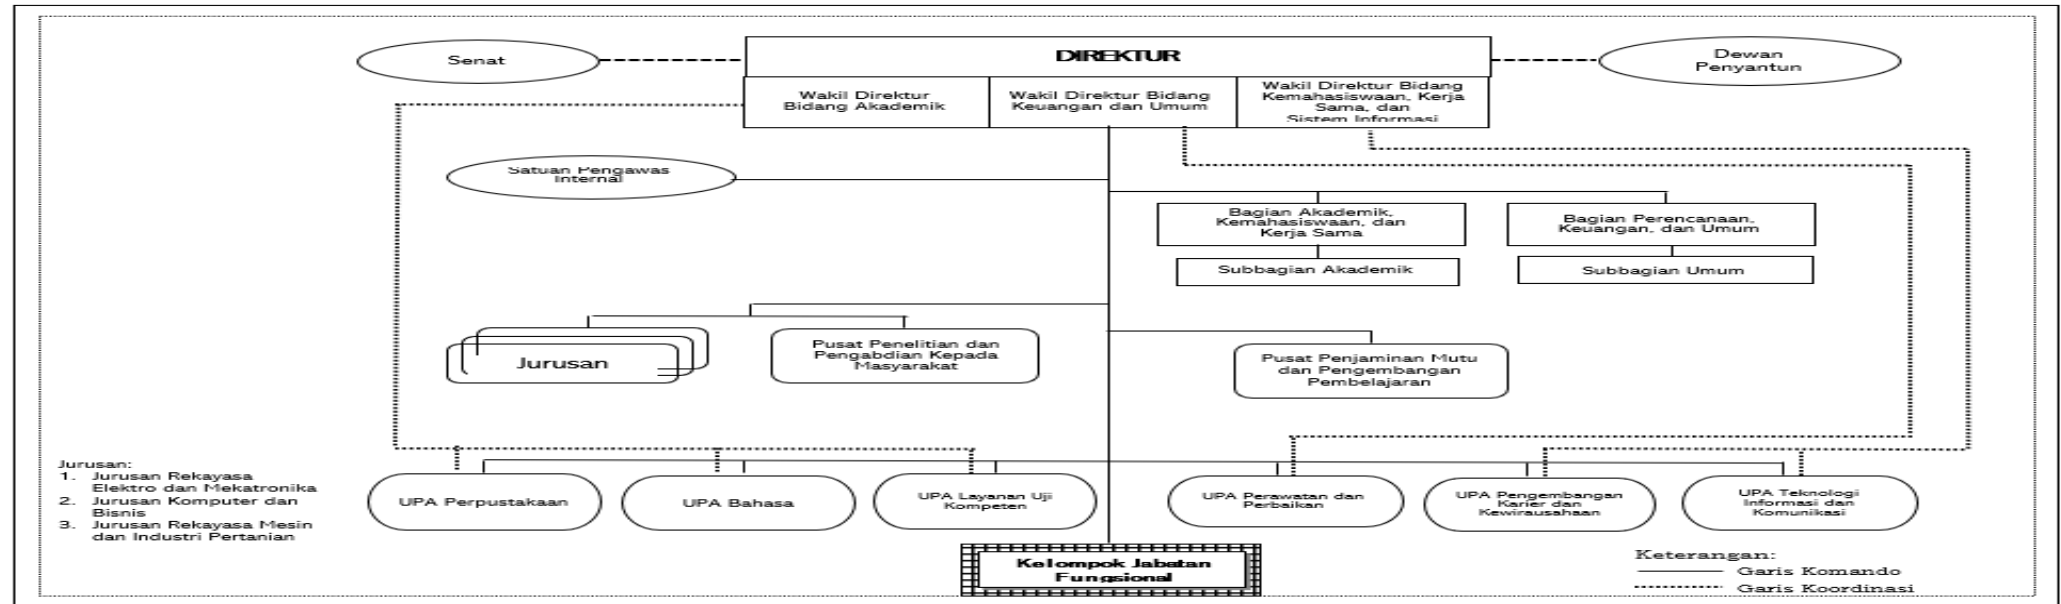 Senat
DIREKTUR
Dewan
Penyantun
Wakil Direktur
Bidang Akademik
Wakil Direktur Bidang
Keuangan dan Umum
Wakil Direktur Bidang
Kemahasiswaan, Kerja
Sama, dan
Sistem Informasi
Satuan Pengawas
Internal
Bagian Akademik,
Kemahasiswaan, dan
Kerja Sama
Bagian Perencanaan,
Keuangan, dan Umum
Subbagian Akademik
Subbagian Umum
Jurusan
Pusat Penelitian dan
Pengabdian Kepada
Masyarakat
Pusat Penjaminan Mutu
dan Pengembangan
Pembelajaran
Jurusan:
1. Jurusan Rekayasa
Elektro dan Mekatronika
2. Jurusan Komputer dan
Bisnis
3. Jurusan Rekayasa Mesin
dan Industri Pertanian
UPA Perpustakaan
UPA Bahasa
UPA Layanan Uji
Kompeten
UPA Perawatan dan
Perbaikan
UPA Pengembangan
Karier dan
Kewirausahaan
UPA Teknologi
Informasi dan
Komunikasi
Kelompok Jabatan
Fungsional
Keterangan:
Garis Komando
Garis Koordinasi